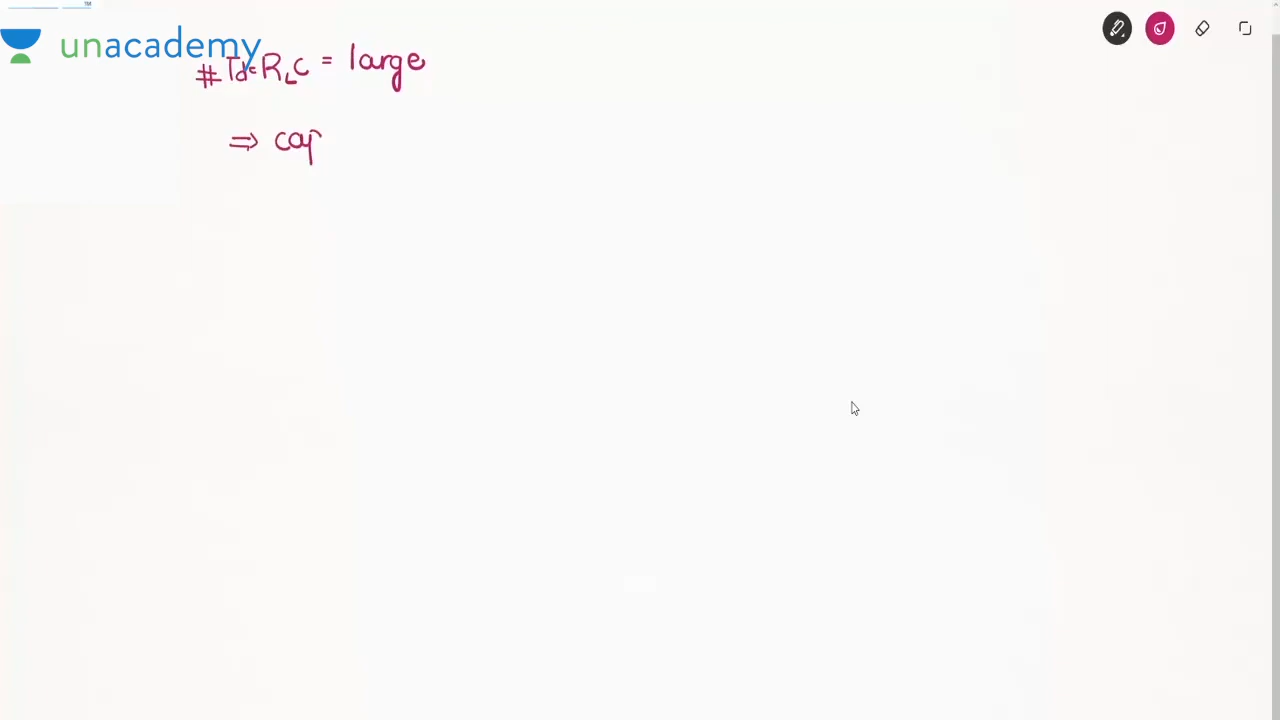 unacademy
# Td = RLC = large
⇒ cap